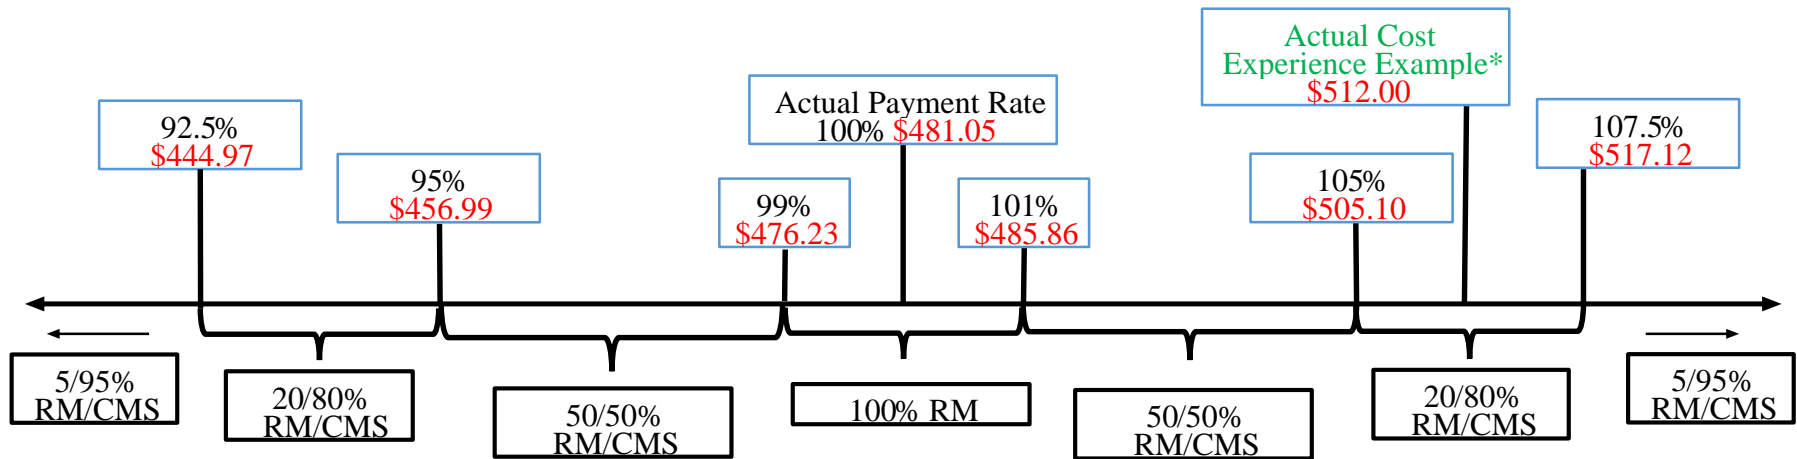 92.5%
$444.97
95%
$456.99
99%
$476.23
Actual Payment Rate
100% $481.05
101%
$485.86
105%
$505.10
Actual Cost
Experience Example*
$512.00
107.5%
$517.12
5/95%
RM/CMS
20/80%
RM/CMS
50/50%
RM/CMS
100% RM
50/50%
RM/CMS
20/80%
RM/CMS
5/95%
RM/CMS